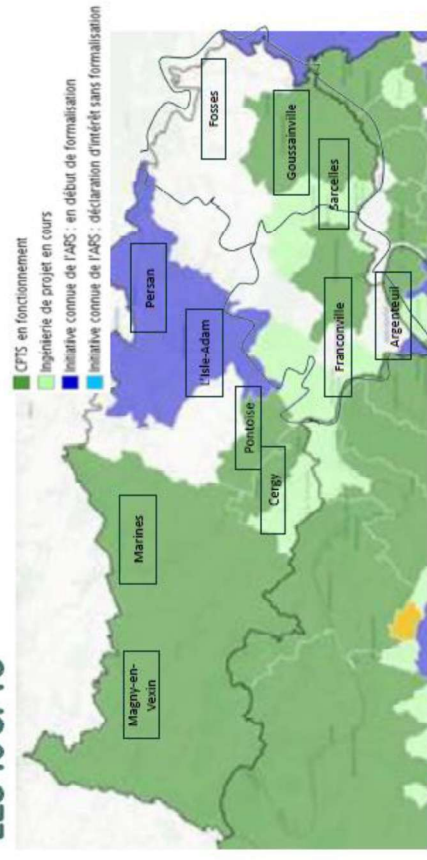 CPTS en fonctionnement
Ingénierie de projet en cours
Initiative connue de l'ARS : en début de formalisation
Initiative connue de l'ARS : déclaration d'intérêt sans formalisation
Persan
Fosses
L'Isle-Adam
Goussainville
Marines
Magny-en-
Vexin
Pontoise
Cergy
Sarcelles
Franconville
Argenteuil